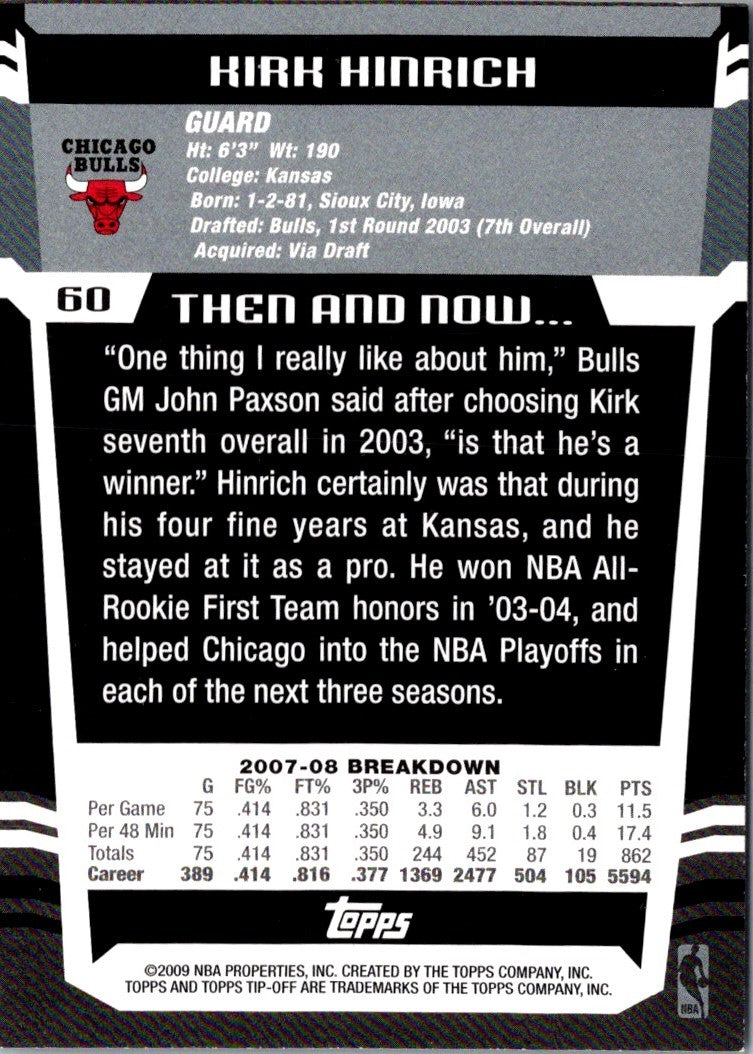 KIRK HINRICH
CHICAGO
BULLS
GUARD
Ht: 6'3" Wt: 190
College: Kansas
Born: 1-2-81, Sioux City, Iowa
Drafted: Bulls, 1st Round 2003 (7th Overall)
Acquired: Via Draft
60
THEN AND NOW...
“One thing I really like about him,” Bulls
GM John Paxson said after choosing Kirk
seventh overall in 2003, “is that he’s a
winner.” Hinrich certainly was that during
his four fine years at Kansas, and he
stayed at it as a pro. He won NBA All-
Rookie First Team honors in ’03-04, and
helped Chicago into the NBA Playoffs in
each of the next three seasons.
2007-08 BREAKDOWN
G FG% FT% 3P% REB AST STL BLK PTS
Per Game 75 .414 .831 .350 3.3 6.0 1.2 0.3 11.5
Per 48 Min 75 .414 .831 .350 4.9 9.1 1.8 0.4 17.4
Totals 75 .414 .831 .350 244 452 87 19 862
Career 389 .414 .816 .377 1369 2477 504 105 5594
Topps
©2009 NBA PROPERTIES, INC. CREATED BY THE TOPPS COMPANY, INC.
TOPPS AND TOPPS TIP-OFF ARE TRADEMARKS OF THE TOPPS COMPANY, INC.
NBA